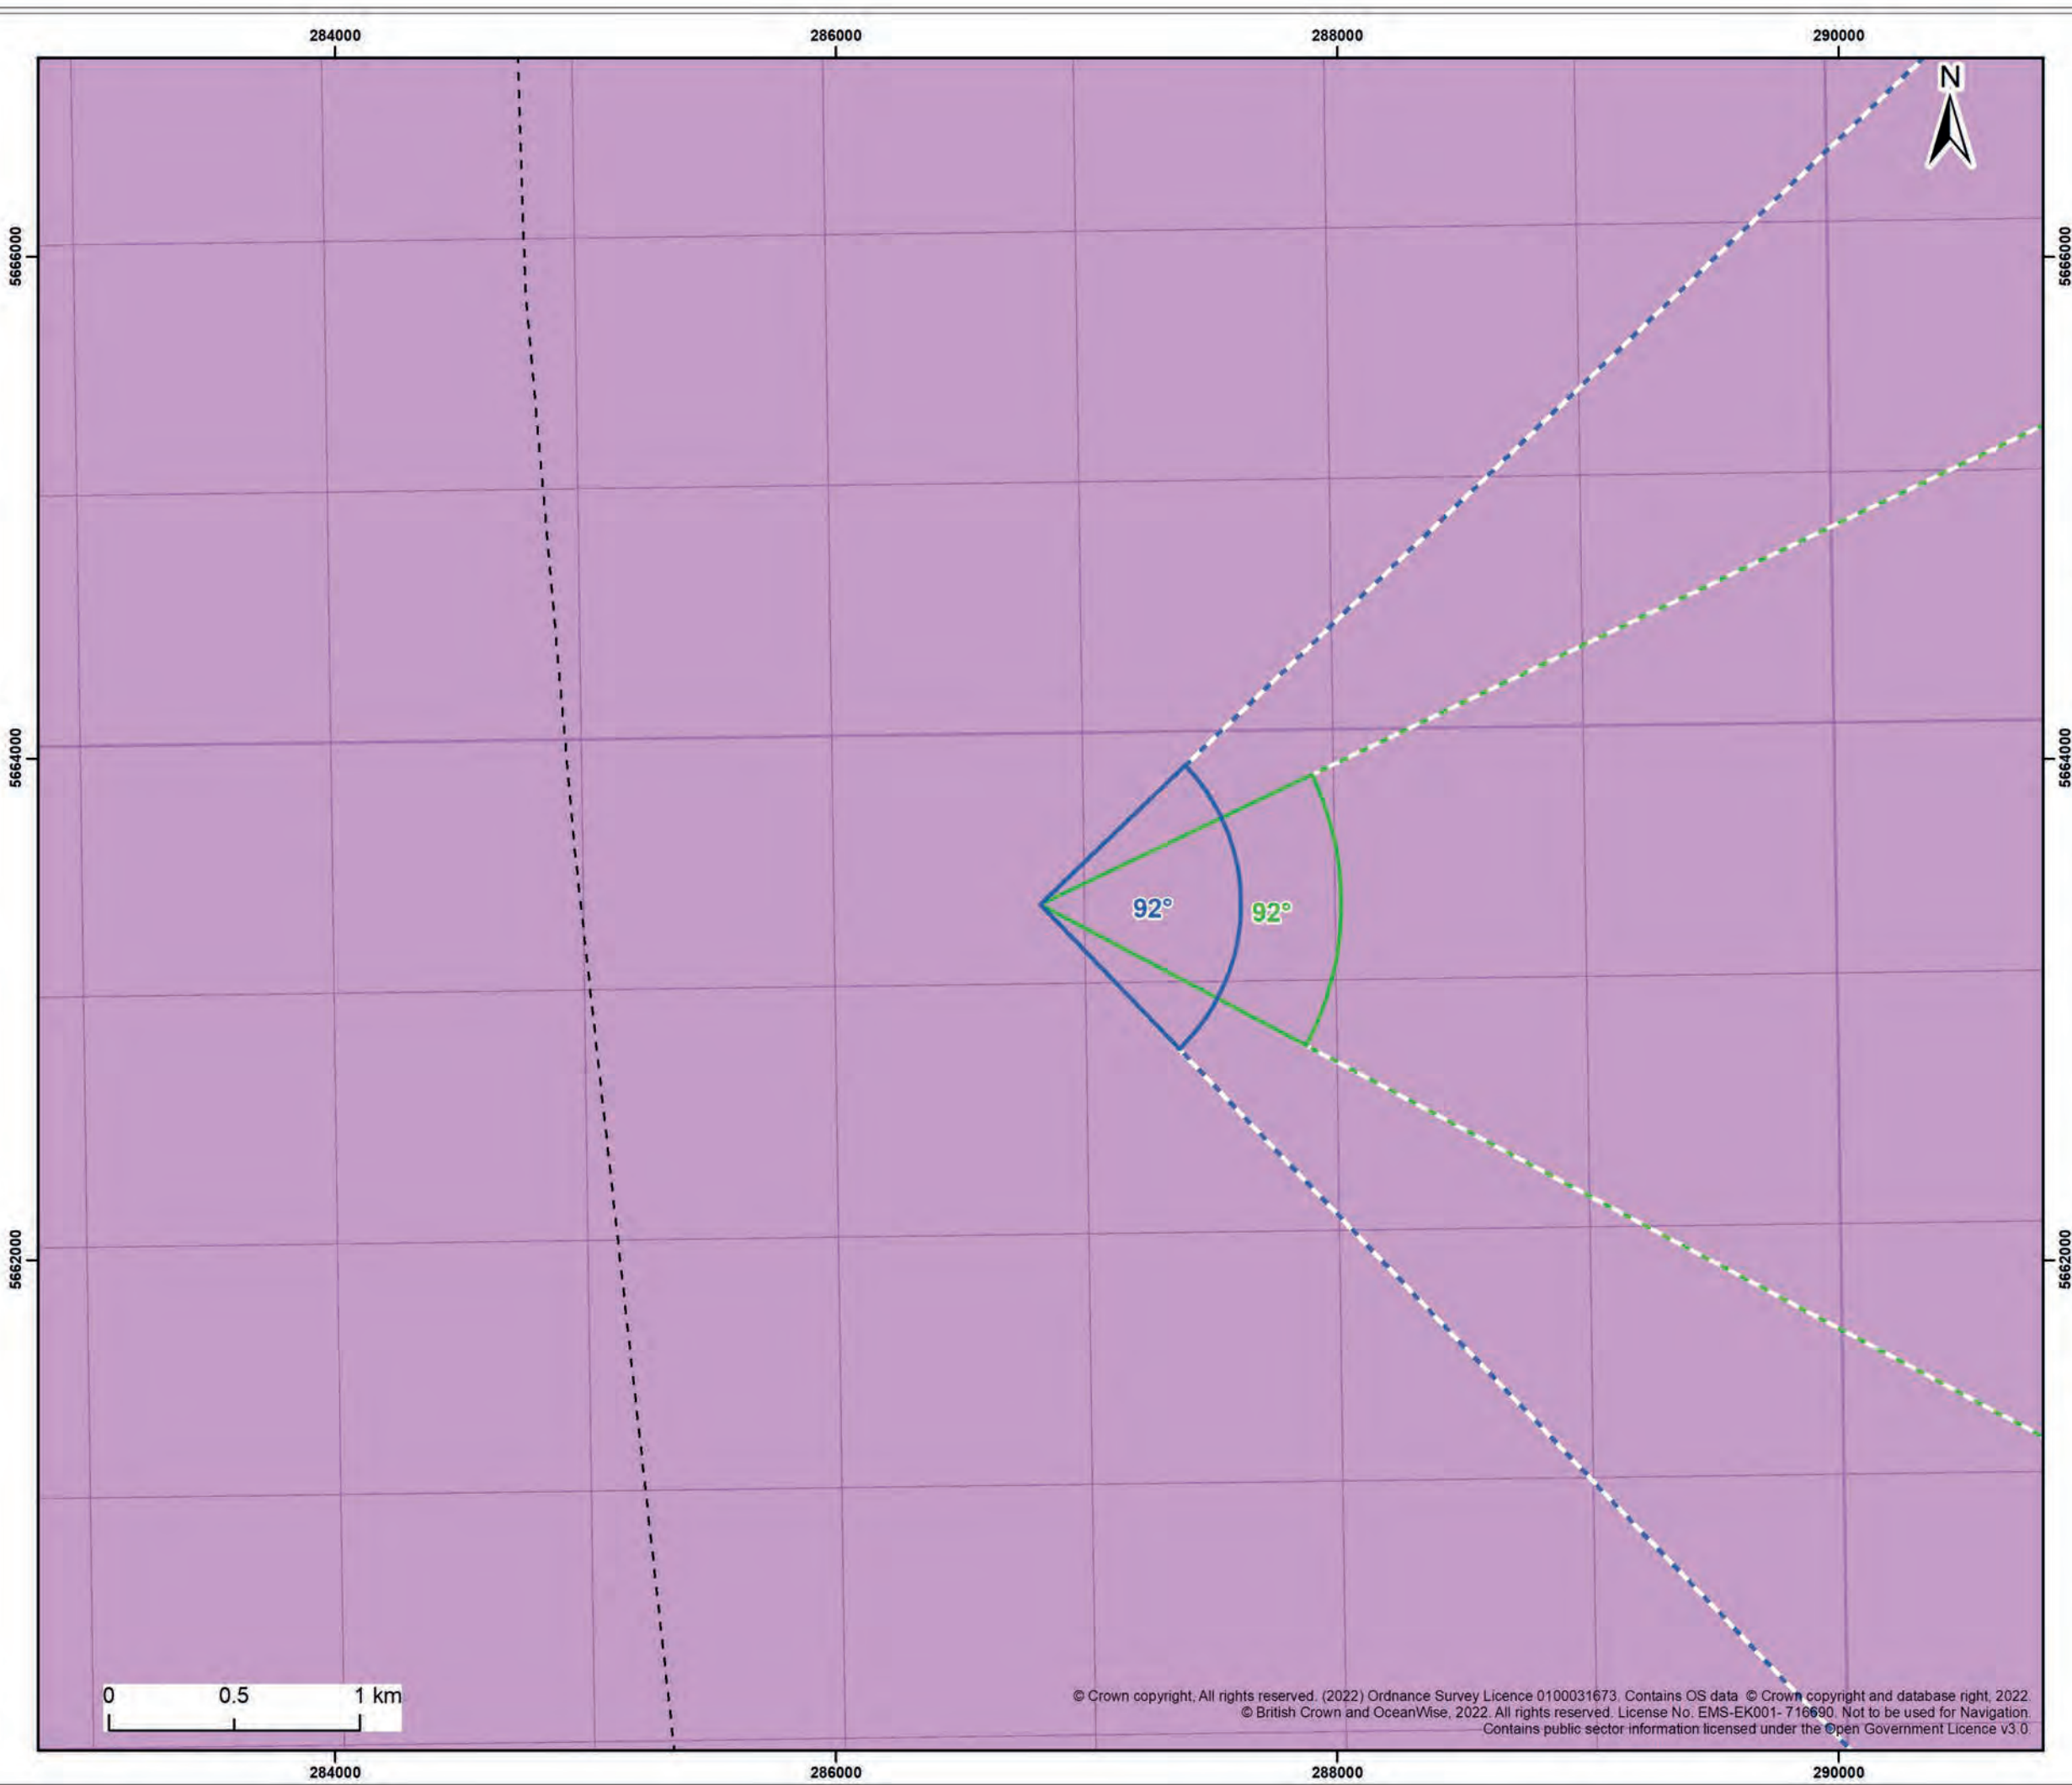 284000 286000 288000 290000
N
5666000 5666000
5664000 5664000
92° 92°
5662000 5662000
0 0.5 1 km
© Crown copyright, All rights reserved. (2022) Ordnance Survey Licence 0100031673. Contains OS data © Crown copyright and database right, 2022.
© British Crown and OceanWise, 2022. All rights reserved. License No. EMS-EK001- 716690. Not to be used for Navigation.
Contains public sector information licensed under the Open Government Licence v3.0.
284000 286000 288000 290000